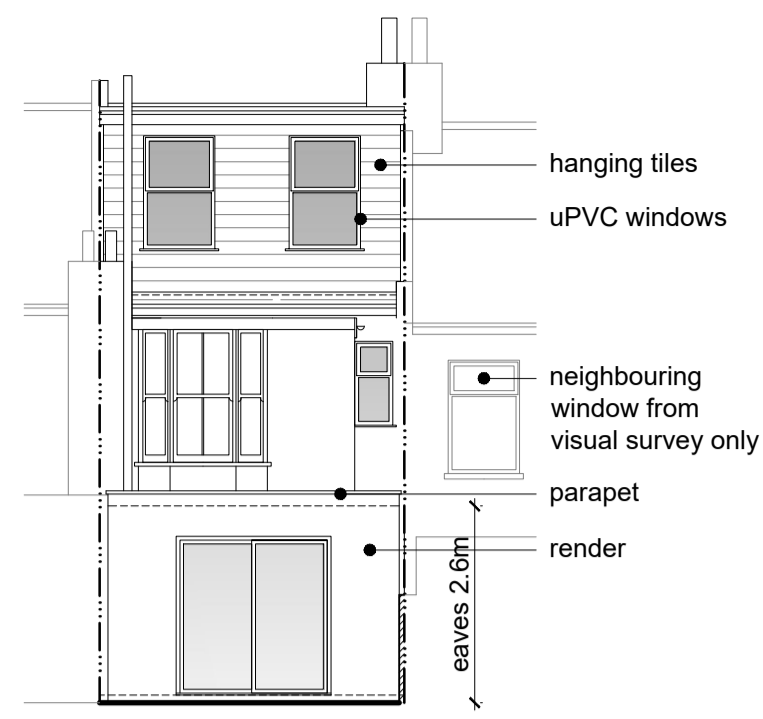 hanging tiles
uPVC windows
neighbouring
window from
visual survey only
parapet
render
eaves 2.6m